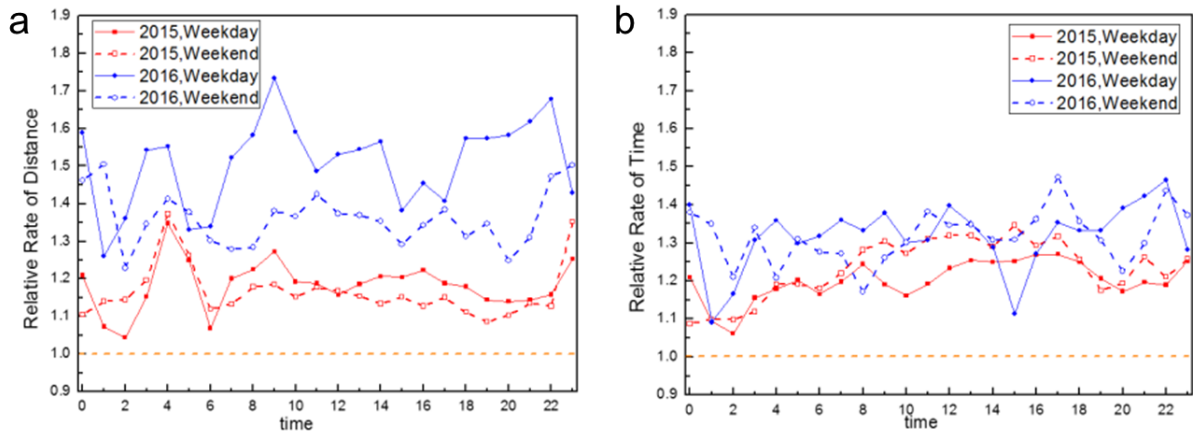 a
1.9
1.8
1.7
1.6
1.5
1.4
1.3
1.2
1.1
1.0
0.9
Relative Rate of Distance
2015,Weekday
2015,Weekend
2016,Weekday
2016,Weekend
0 2 4 6 8 10 12 14 16 18 20 22
time
b
1.9
1.8
1.7
1.6
1.5
1.4
1.3
1.2
1.1
1.0
0.9
Relative Rate of Time
2015,Weekday
2015,Weekend
2016,Weekday
2016,Weekend
0 2 4 6 8 10 12 14 16 18 20 22
time